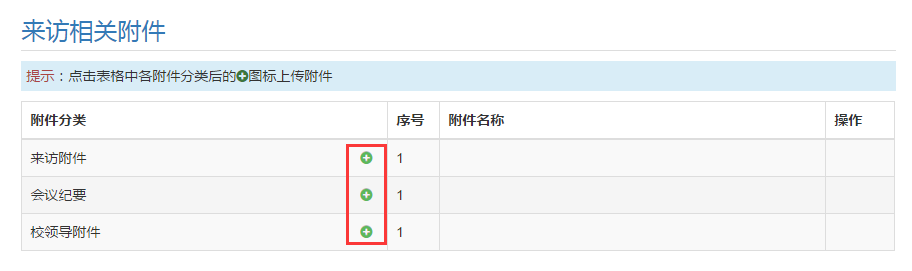 来访相关附件
提示：点击表格中各附件分类后的图标上传附件
附件分类 序号 附件名称 操作
来访附件 1
会议纪要 1
校领导附件 1